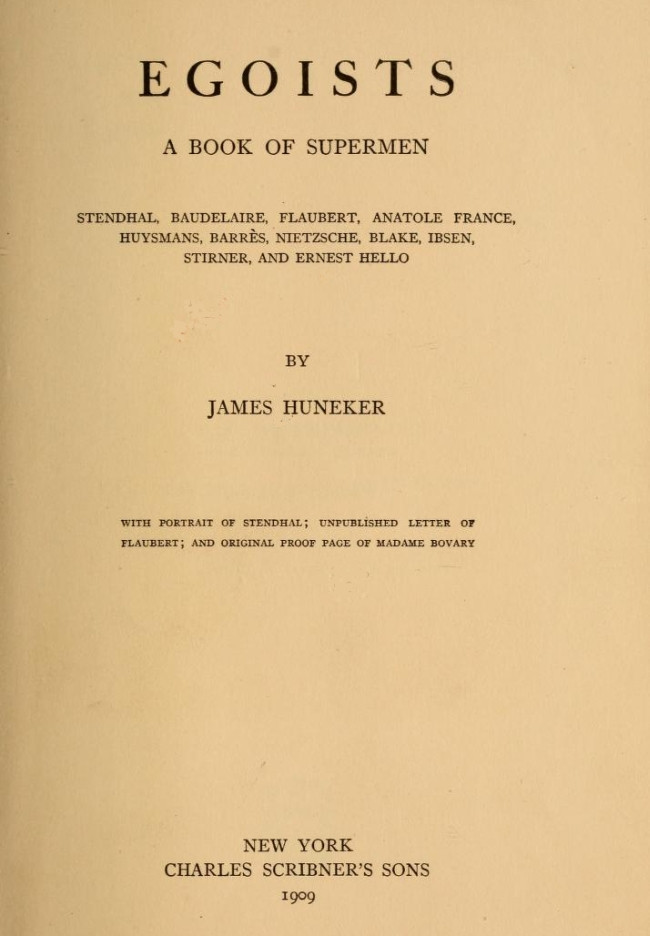 EGOISTS
A BOOK OF SUPERMEN
STENDHAL, BAUDELAIRE, FLAUBERT, ANATOLE FRANCE,
HUYSMANS, BARRÈS, NIETZSCHE, BLAKE, IBSEN,
STIRNER, AND ERNEST HELLO
BY
JAMES HUNEKER
WITH PORTRAIT OF STENDHAL; UNPUBLISHED LETTER OF
FLAUBERT; AND ORIGINAL PROOF PAGE OF MADAME BOVARY
NEW YORK
CHARLES SCRIBNER'S SONS
1909